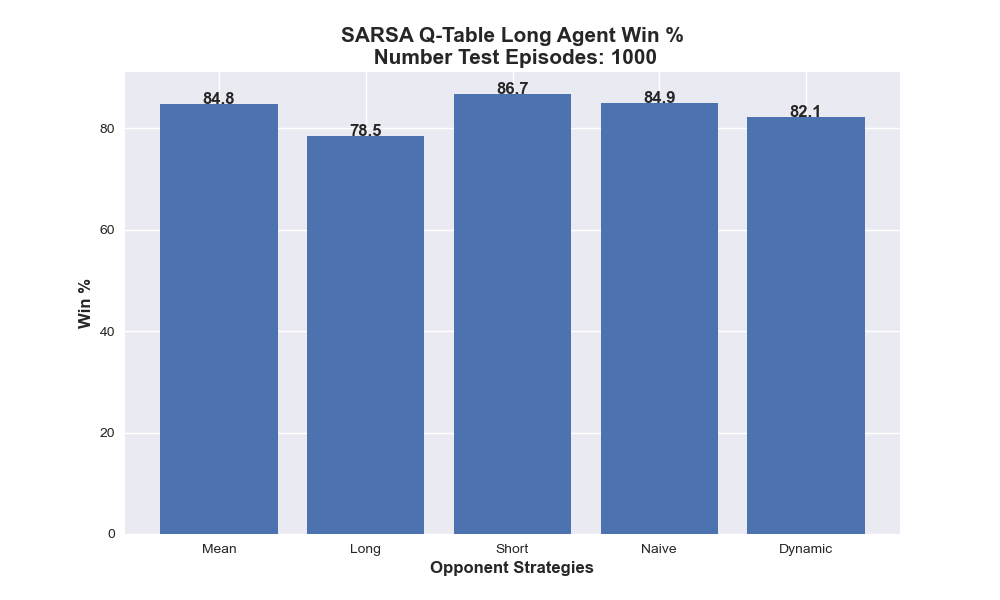 SARSA Q-Table Long Agent Win %
Number Test Episodes: 1000
84.8
78.5
86.7
84.9
82.1
80
60
40
20
0
Win %
Mean
Long
Short
Naive
Dynamic
Opponent Strategies